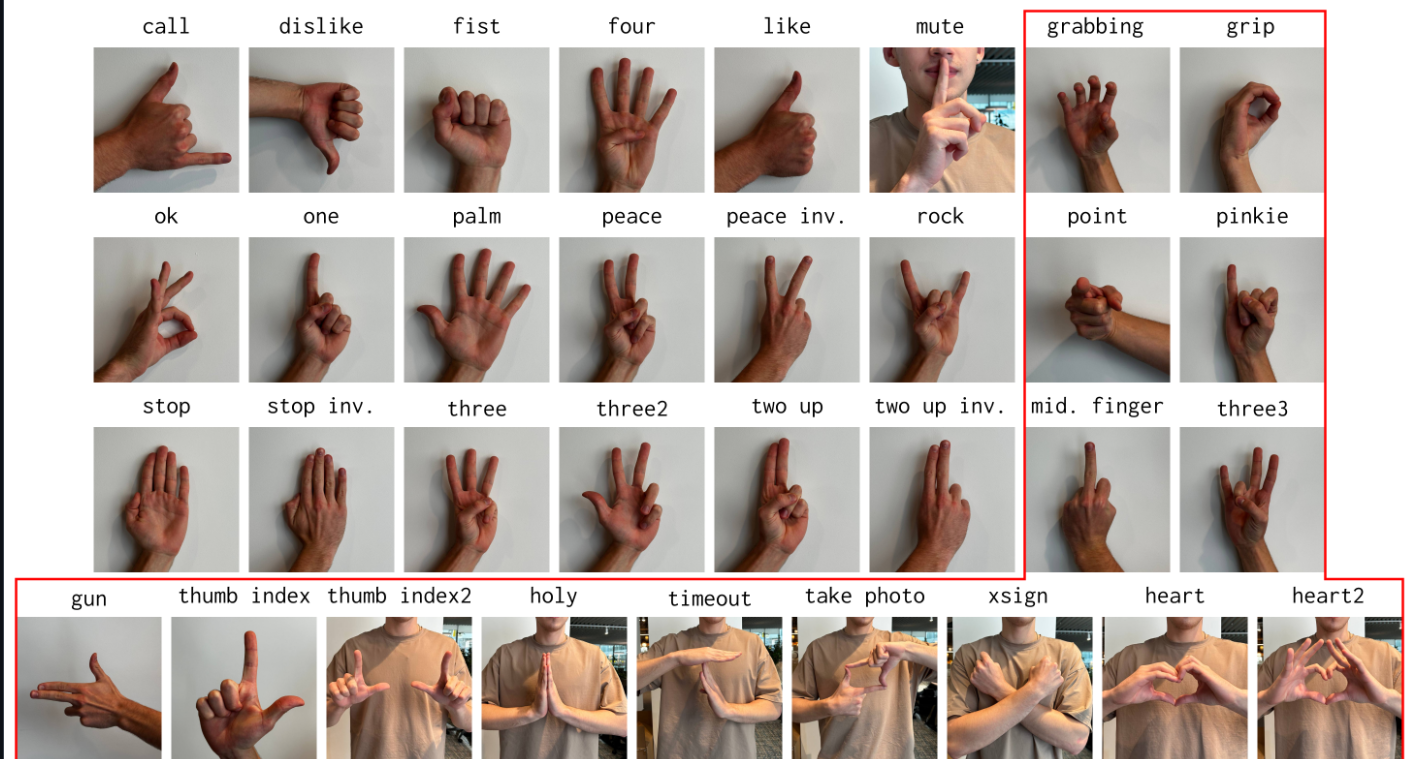 call dislike fist four like mute grabbing grip
ok one palm peace peace inv. rock point pinkie
stop stop inv. three three2 two up two up inv. mid. finger three3
gun thumb index thumb index2 holy timeout take photo xsign heart heart2